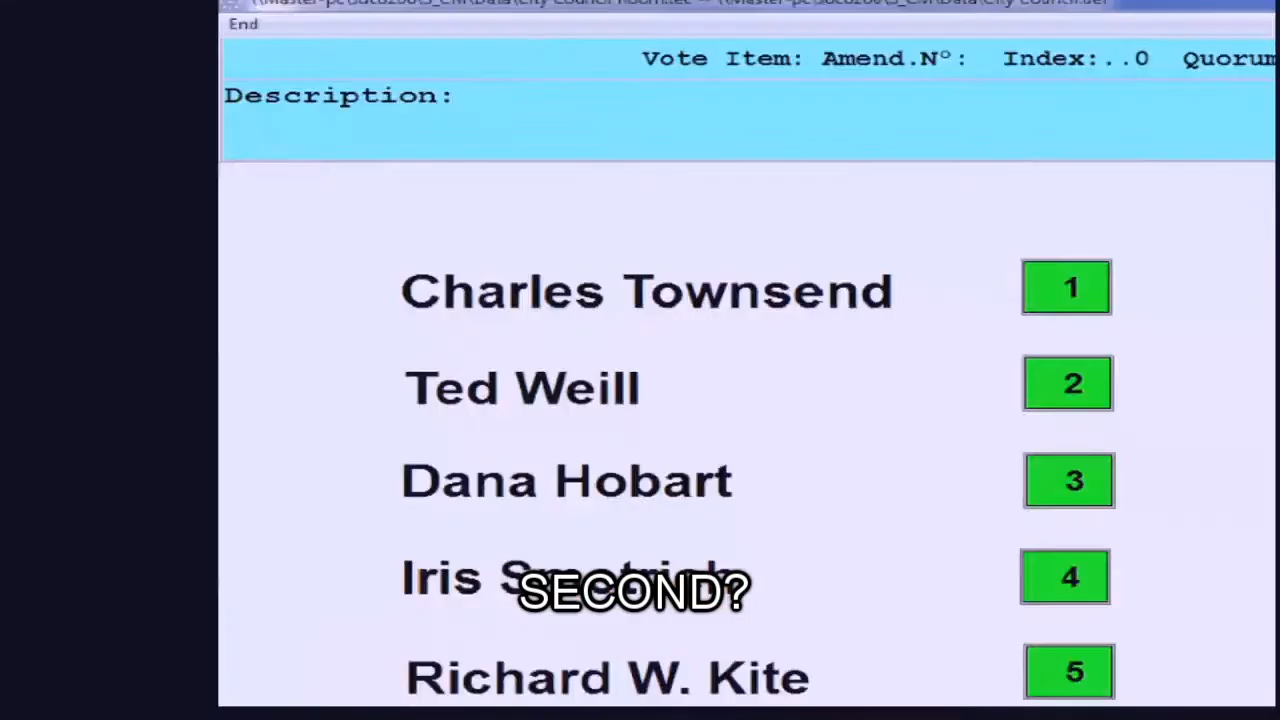 End
Vote Item: Amend.Nº: Index:..0 Quorum
Description:
Charles Townsend 1
Ted Weill 2
Dana Hobart 3
Iris 4
SECOND?
Richard W. Kite 5